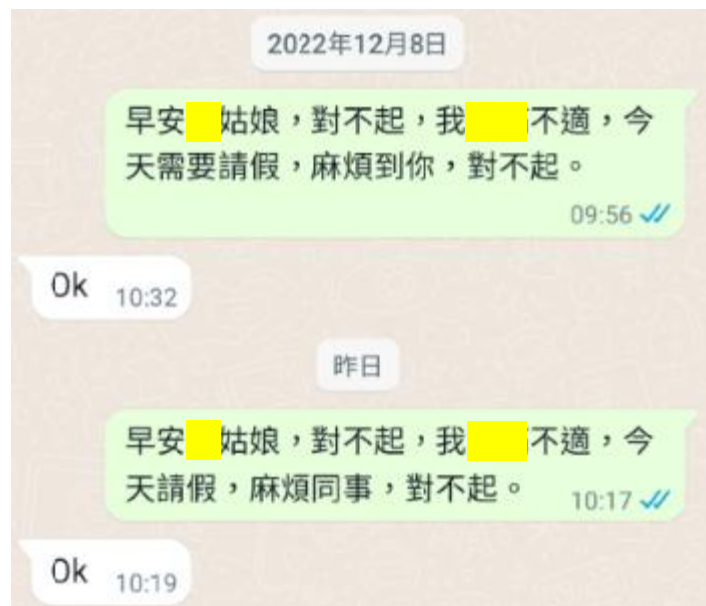 2022年12月8日
早安姑娘，對不起，我不適，今
天需要請假，麻煩到你，對不起。
09:56
Ok 10:32
昨日
早安姑娘，對不起，我不適，今
天請假，麻煩同事，對不起。 10:17
Ok 10:19